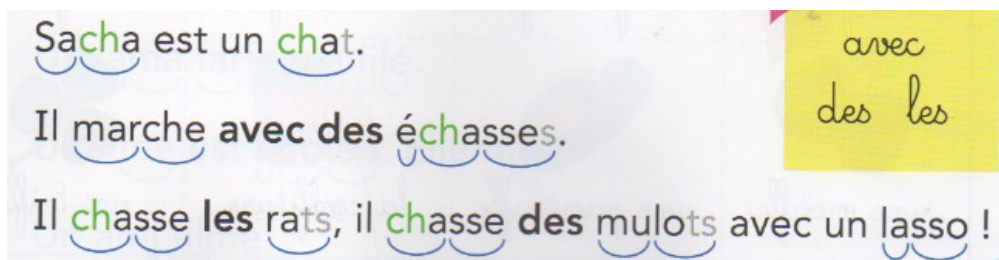 Sacha est un chat.
avec
des les
Il marche avec des échasses.
Il chasse les rats, il chasse des mulots avec un lasso !